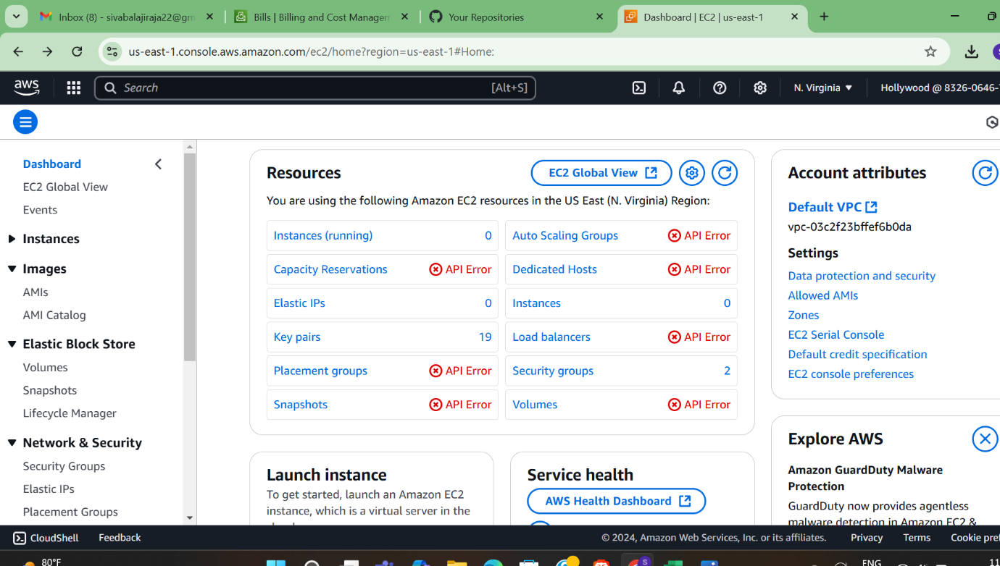 Inbox (8) - sivabalajiraja22@gm
Bills | Billing and Cost Managem
Your Repositories
Dashboard | EC2 | us-east-1
us-east-1.console.aws.amazon.com/ec2/home?region=us-east-1#Home:
aws
Search
[Alt+S]
N. Virginia
Hollywood @ 8326-0646-
Dashboard
EC2 Global View
Events
Instances
Images
AMIs
AMI Catalog
Elastic Block Store
Volumes
Snapshots
Lifecycle Manager
Network & Security
Security Groups
Elastic IPs
Placement Groups
Resources
EC2 Global View
You are using the following Amazon EC2 resources in the US East (N. Virginia) Region:
Instances (running) 0
Auto Scaling Groups API Error
Capacity Reservations API Error
Dedicated Hosts API Error
Elastic IPs 0
Instances 0
Key pairs 19
Load balancers API Error
Placement groups API Error
Security groups 2
Snapshots API Error
Volumes API Error
Launch instance
To get started, launch an Amazon EC2
instance, which is a virtual server in the
Service health
AWS Health Dashboard
Account attributes
Default VPC
vpc-03c2f23bffef6b0da
Settings
Data protection and security
Allowed AMIs
Zones
EC2 Serial Console
Default credit specification
EC2 console preferences
Explore AWS
Amazon GuardDuty Malware
Protection
GuardDuty now provides agentless
malware detection in Amazon EC2 &
CloudShell
Feedback
© 2024, Amazon Web Services, Inc. or its affiliates.
Privacy
Terms
Cookie pref
80°F
ENG
11